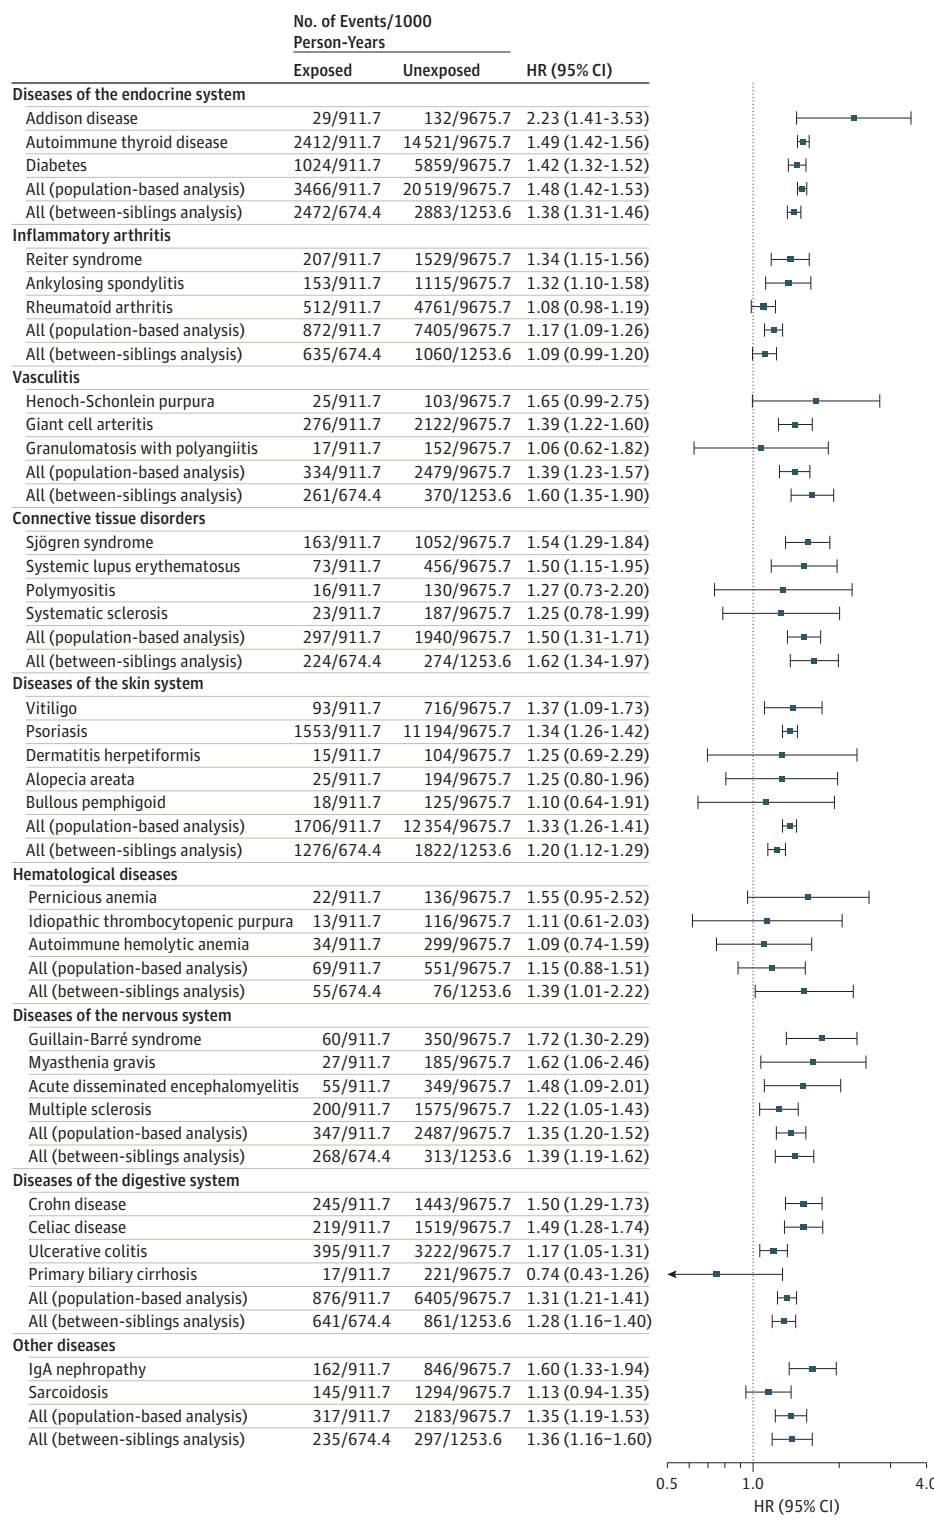 No. of Events/1000
Person-Years
Exposed Unexposed HR (95% CI)
Diseases of the endocrine system
Addison disease 29/911.7 132/9675.7 2.23 (1.41-3.53)
Autoimmune thyroid disease 2412/911.7 14 521/9675.7 1.49 (1.42-1.56)
Diabetes 1024/911.7 5859/9675.7 1.42 (1.32-1.52)
All (population-based analysis) 3466/911.7 20 519/9675.7 1.48 (1.42-1.53)
All (between-siblings analysis) 2472/674.4 2883/1253.6 1.38 (1.31-1.46)
Inflammatory arthritis
Reiter syndrome 207/911.7 1529/9675.7 1.34 (1.15-1.56)
Ankylosing spondylitis 153/911.7 1115/9675.7 1.32 (1.10-1.58)
Rheumatoid arthritis 512/911.7 4761/9675.7 1.08 (0.98-1.19)
All (population-based analysis) 872/911.7 7405/9675.7 1.17 (1.09-1.26)
All (between-siblings analysis) 635/674.4 1060/1253.6 1.09 (0.99-1.20)
Vasculitis
Henoch-Schonlein purpura 25/911.7 103/9675.7 1.65 (0.99-2.75)
Giant cell arteritis 276/911.7 2122/9675.7 1.39 (1.22-1.60)
Granulomatosis with polyangiitis 17/911.7 152/9675.7 1.06 (0.62-1.82)
All (population-based analysis) 334/911.7 2479/9675.7 1.39 (1.23-1.57)
All (between-siblings analysis) 261/674.4 370/1253.6 1.60 (1.35-1.90)
Connective tissue disorders
Sjögren syndrome 163/911.7 1052/9675.7 1.54 (1.29-1.84)
Systemic lupus erythematosus 73/911.7 456/9675.7 1.50 (1.15-1.95)
Polymyositis 16/911.7 130/9675.7 1.27 (0.73-2.20)
Systematic sclerosis 23/911.7 187/9675.7 1.25 (0.78-1.99)
All (population-based analysis) 297/911.7 1940/9675.7 1.50 (1.31-1.71)
All (between-siblings analysis) 224/674.4 274/1253.6 1.62 (1.34-1.97)
Diseases of the skin system
Vitiligo 93/911.7 716/9675.7 1.37 (1.09-1.73)
Psoriasis 1553/911.7 11 194/9675.7 1.34 (1.26-1.42)
Dermatitis herpetiformis 15/911.7 104/9675.7 1.25 (0.69-2.29)
Alopecia areata 25/911.7 194/9675.7 1.25 (0.80-1.96)
Bullous pemphigoid 18/911.7 125/9675.7 1.10 (0.64-1.91)
All (population-based analysis) 1706/911.7 12 354/9675.7 1.33 (1.26-1.41)
All (between-siblings analysis) 1276/674.4 1822/1253.6 1.20 (1.12-1.29)
Hematological diseases
Pernicious anemia 22/911.7 136/9675.7 1.55 (0.95-2.52)
Idiopathic thrombocytopenic purpura 13/911.7 116/9675.7 1.11 (0.61-2.03)
Autoimmune hemolytic anemia 34/911.7 299/9675.7 1.09 (0.74-1.59)
All (population-based analysis) 69/911.7 551/9675.7 1.15 (0.88-1.51)
All (between-siblings analysis) 55/674.4 76/1253.6 1.39 (1.01-2.22)
Diseases of the nervous system
Guillain-Barré syndrome 60/911.7 350/9675.7 1.72 (1.30-2.29)
Myasthenia gravis 27/911.7 185/9675.7 1.62 (1.06-2.46)
Acute disseminated encephalomyelitis 55/911.7 349/9675.7 1.48 (1.09-2.01)
Multiple sclerosis 200/911.7 1575/9675.7 1.22 (1.05-1.43)
All (population-based analysis) 347/911.7 2487/9675.7 1.35 (1.20-1.52)
All (between-siblings analysis) 268/674.4 313/1253.6 1.39 (1.19-1.62)
Diseases of the digestive system
Crohn disease 245/911.7 1443/9675.7 1.50 (1.29-1.73)
Celiac disease 219/911.7 1519/9675.7 1.49 (1.28-1.74)
Ulcerative colitis 395/911.7 3222/9675.7 1.17 (1.05-1.31)
Primary biliary cirrhosis 17/911.7 221/9675.7 0.74 (0.43-1.26)
All (population-based analysis) 876/911.7 6405/9675.7 1.31 (1.21-1.41)
All (between-siblings analysis) 641/674.4 861/1253.6 1.28 (1.16–1.40)
Other diseases
IgA nephropathy 162/911.7 846/9675.7 1.60 (1.33-1.94)
Sarcoidosis 145/911.7 1294/9675.7 1.13 (0.94-1.35)
All (population-based analysis) 317/911.7 2183/9675.7 1.35 (1.19-1.53)
All (between-siblings analysis) 235/674.4 297/1253.6 1.36 (1.16–1.60)
0.5 1.0 4.0
HR (95% CI)